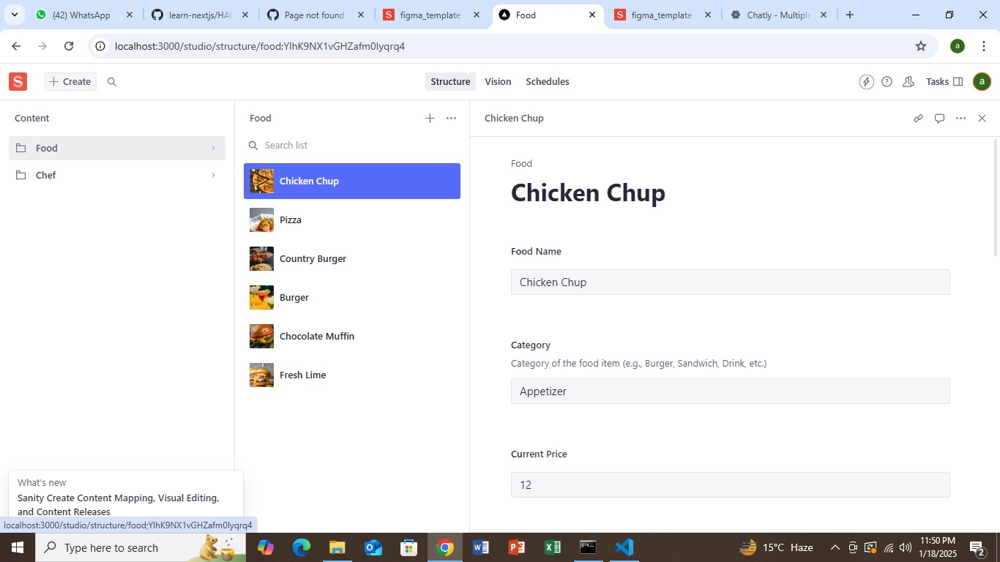 (42) WhatsApp
learn-nextjs/HAC
Page not found
figma_template
Food
figma_template
Chatly - Multiple
localhost:3000/studio/structure/food;YIhK9NX1vGHZafm0lyqrq4
a
S
Create
Structure
Vision
Schedules
Tasks
a
Content
Food
Chef
Food
Search list
Chicken Chup
Pizza
Country Burger
Burger
Chocolate Muffin
Fresh Lime
Chicken Chup
Food
Chicken Chup
Food Name
Chicken Chup
Category
Category of the food item (e.g., Burger, Sandwich, Drink, etc.)
Appetizer
Current Price
12
What's new
Sanity Create Content Mapping, Visual Editing,
and Content Releases
localhost:3000/studio/structure/food;YIhK9NX1vGHZafm0lyqrq4
Type here to search
15°C Haze
11:50 PM
1/18/2025
2